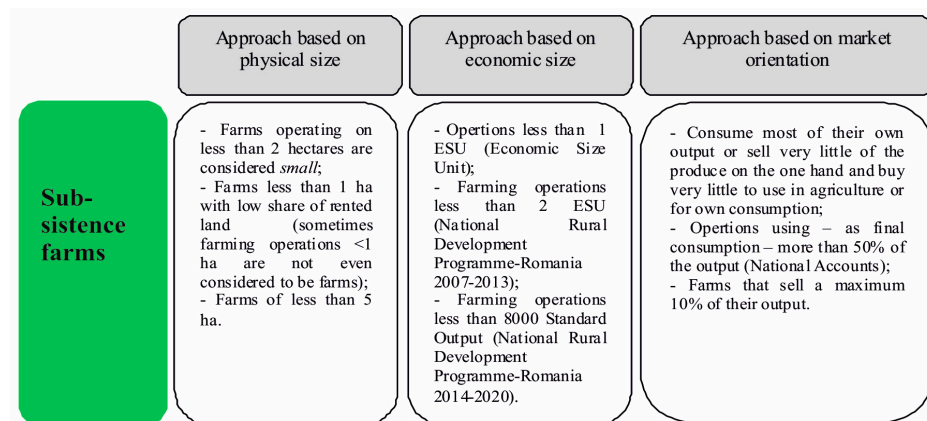 Approach based on
physical size
Approach based on
economic size
Approach based on market
orientation
Sub-
sistence
farms
- Farms operating on
less than 2 hectares are
considered small;
- Farms less than 1 ha
with low share of rented
land (sometimes
farming operations <1
ha are not even
considered to be farms);
- Farms of less than 5
ha.
- Opertions less than 1
ESU (Economic Size
Unit);
- Farming operations
less than 2 ESU
(National Rural
Development
Programme-Romania
2007-2013);
- Farming operations
less than 8000 Standard
Output (National Rural
Development
Programme-Romania
2014-2020).
- Consume most of their own
output or sell very little of the
produce on the one hand and buy
very little to use in agriculture or
for own consumption;
- Opertions using – as final
consumption – more than 50% of
the output (National Accounts);
- Farms that sell a maximum
10% of their output.